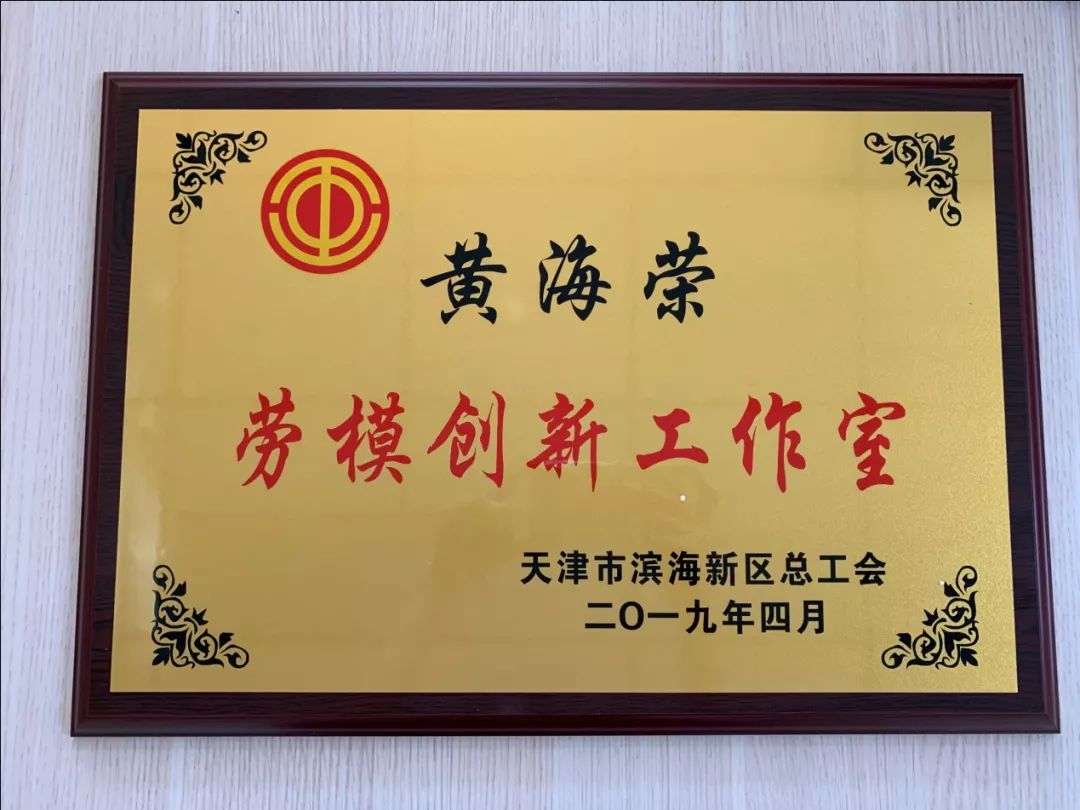 黄海荣
劳模创新工作室
天津市滨海新区总工会
二〇一九年四月